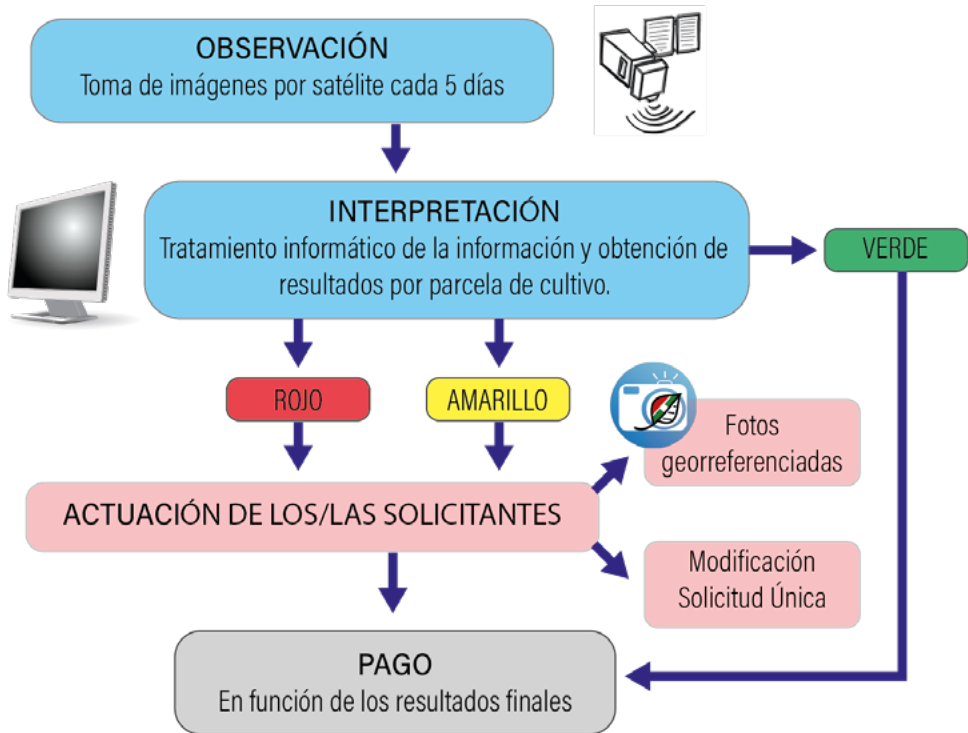 OBSERVACIÓN
Toma de imágenes por satélite cada 5 días
INTERPRETACIÓN
Tratamiento informático de la información y obtención de
resultados por parcela de cultivo.
VERDE
ROJO
AMARILLO
Fotos
georreferenciadas
ACTUACIÓN DE LOS/LAS SOLICITANTES
Modificación
Solicitud Única
PAGO
En función de los resultados finales